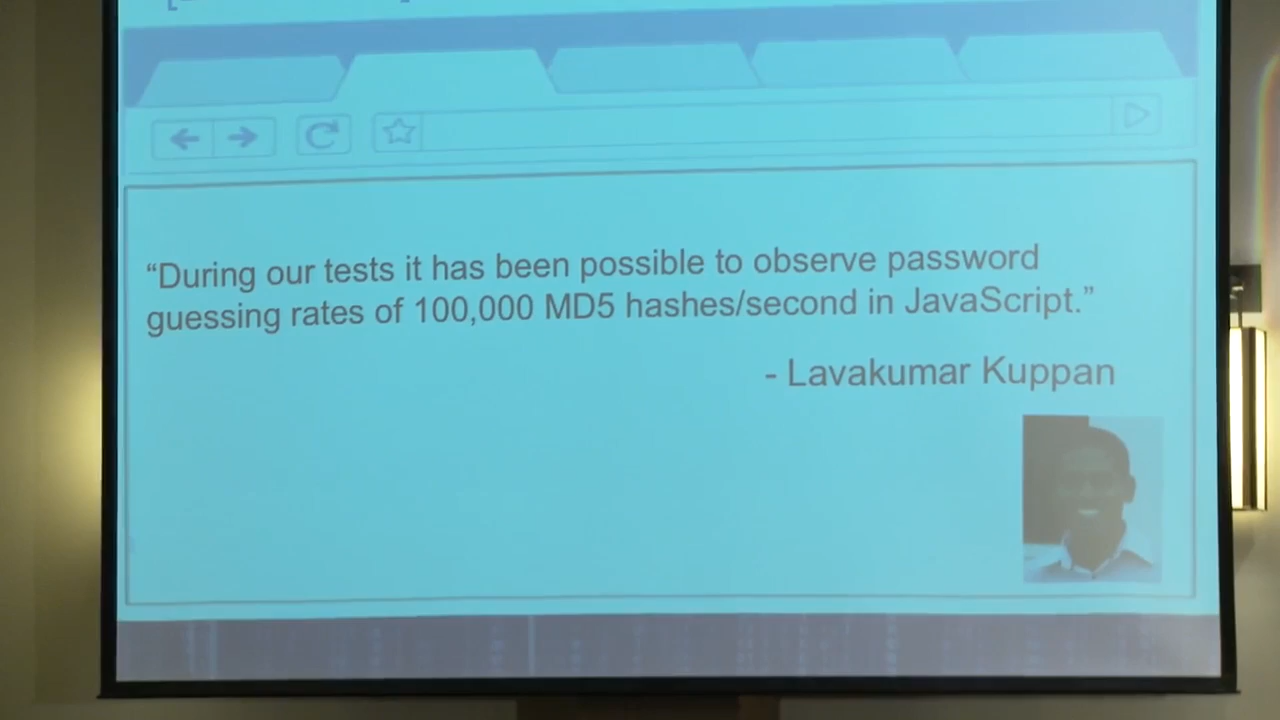 “During our tests it has been possible to observe password
guessing rates of 100,000 MD5 hashes/second in JavaScript.”
- Lavakumar Kuppan